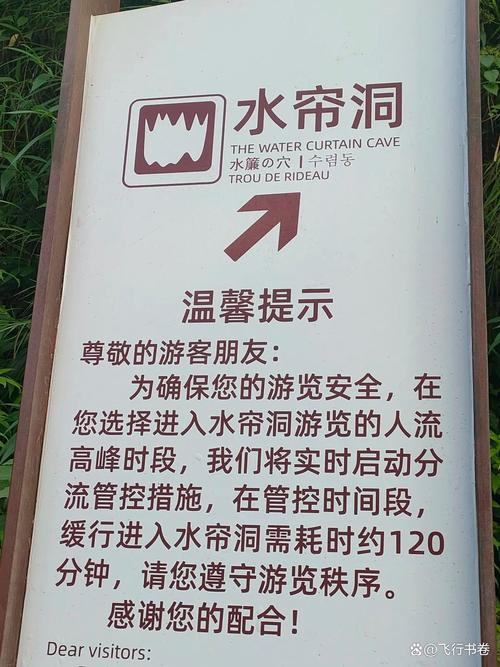 水帘洞
THE WATER CURTAIN CAVE
水簾の穴 | 수렴동
TROU DE RIDEAU
温馨提示
尊敬的游客朋友：
为确保您的游览安全，在
您选择进入水帘洞游览的人流
高峰时段，我们将实时启动分
流管控措施，在管控时间段，
缓行进入水帘洞需耗时约120
分钟，请您遵守游览秩序。
感谢您的配合！
Dear visitors:
@飞行书卷